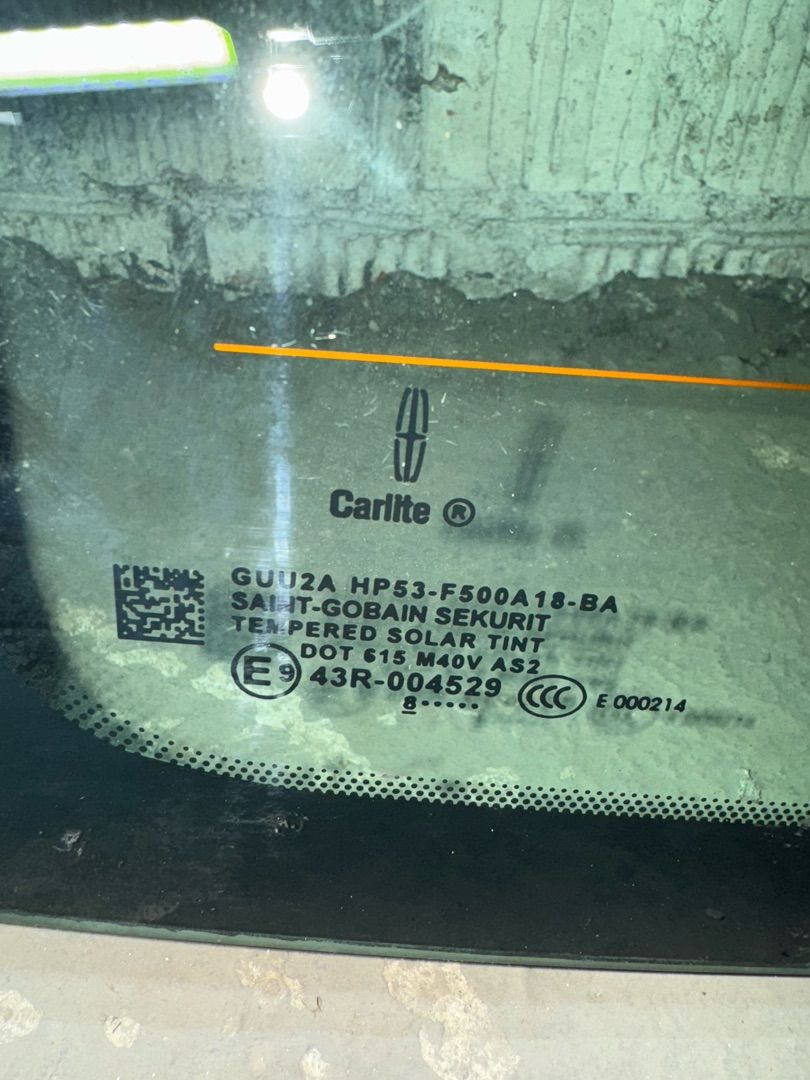 Carlite ®
GUU2A HP53-F500A18-BA
SAINT-GOBAIN SEKURIT
TEMPERED SOLAR TINT
DOT 615 M40V AS2
E9 43R-004529 CCC E 000214
8·····